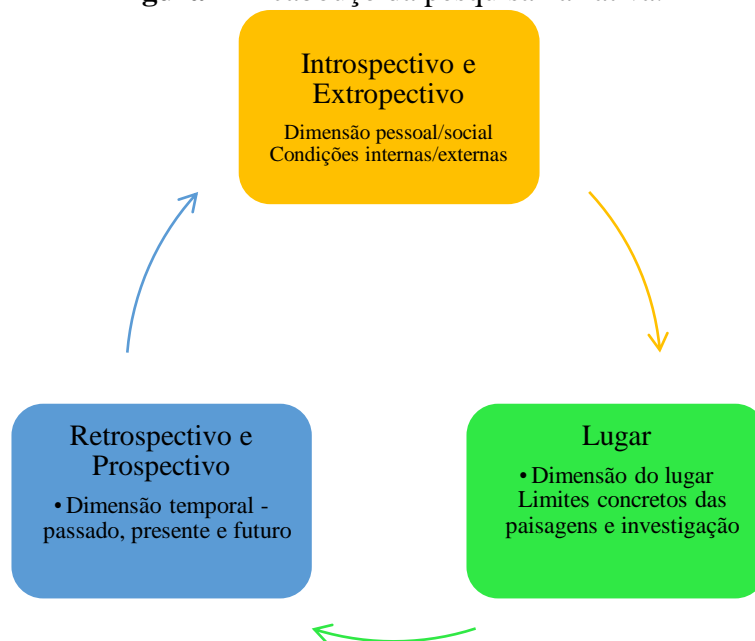 Introspectivo e
Extropectivo
Dimensão pessoal/social
Condições internas/externas
Retrospectivo e
Prospectivo
• Dimensão temporal -
passado, presente e futuro
Lugar
• Dimensão do lugar
Limites concretos das
paisagens e investigação